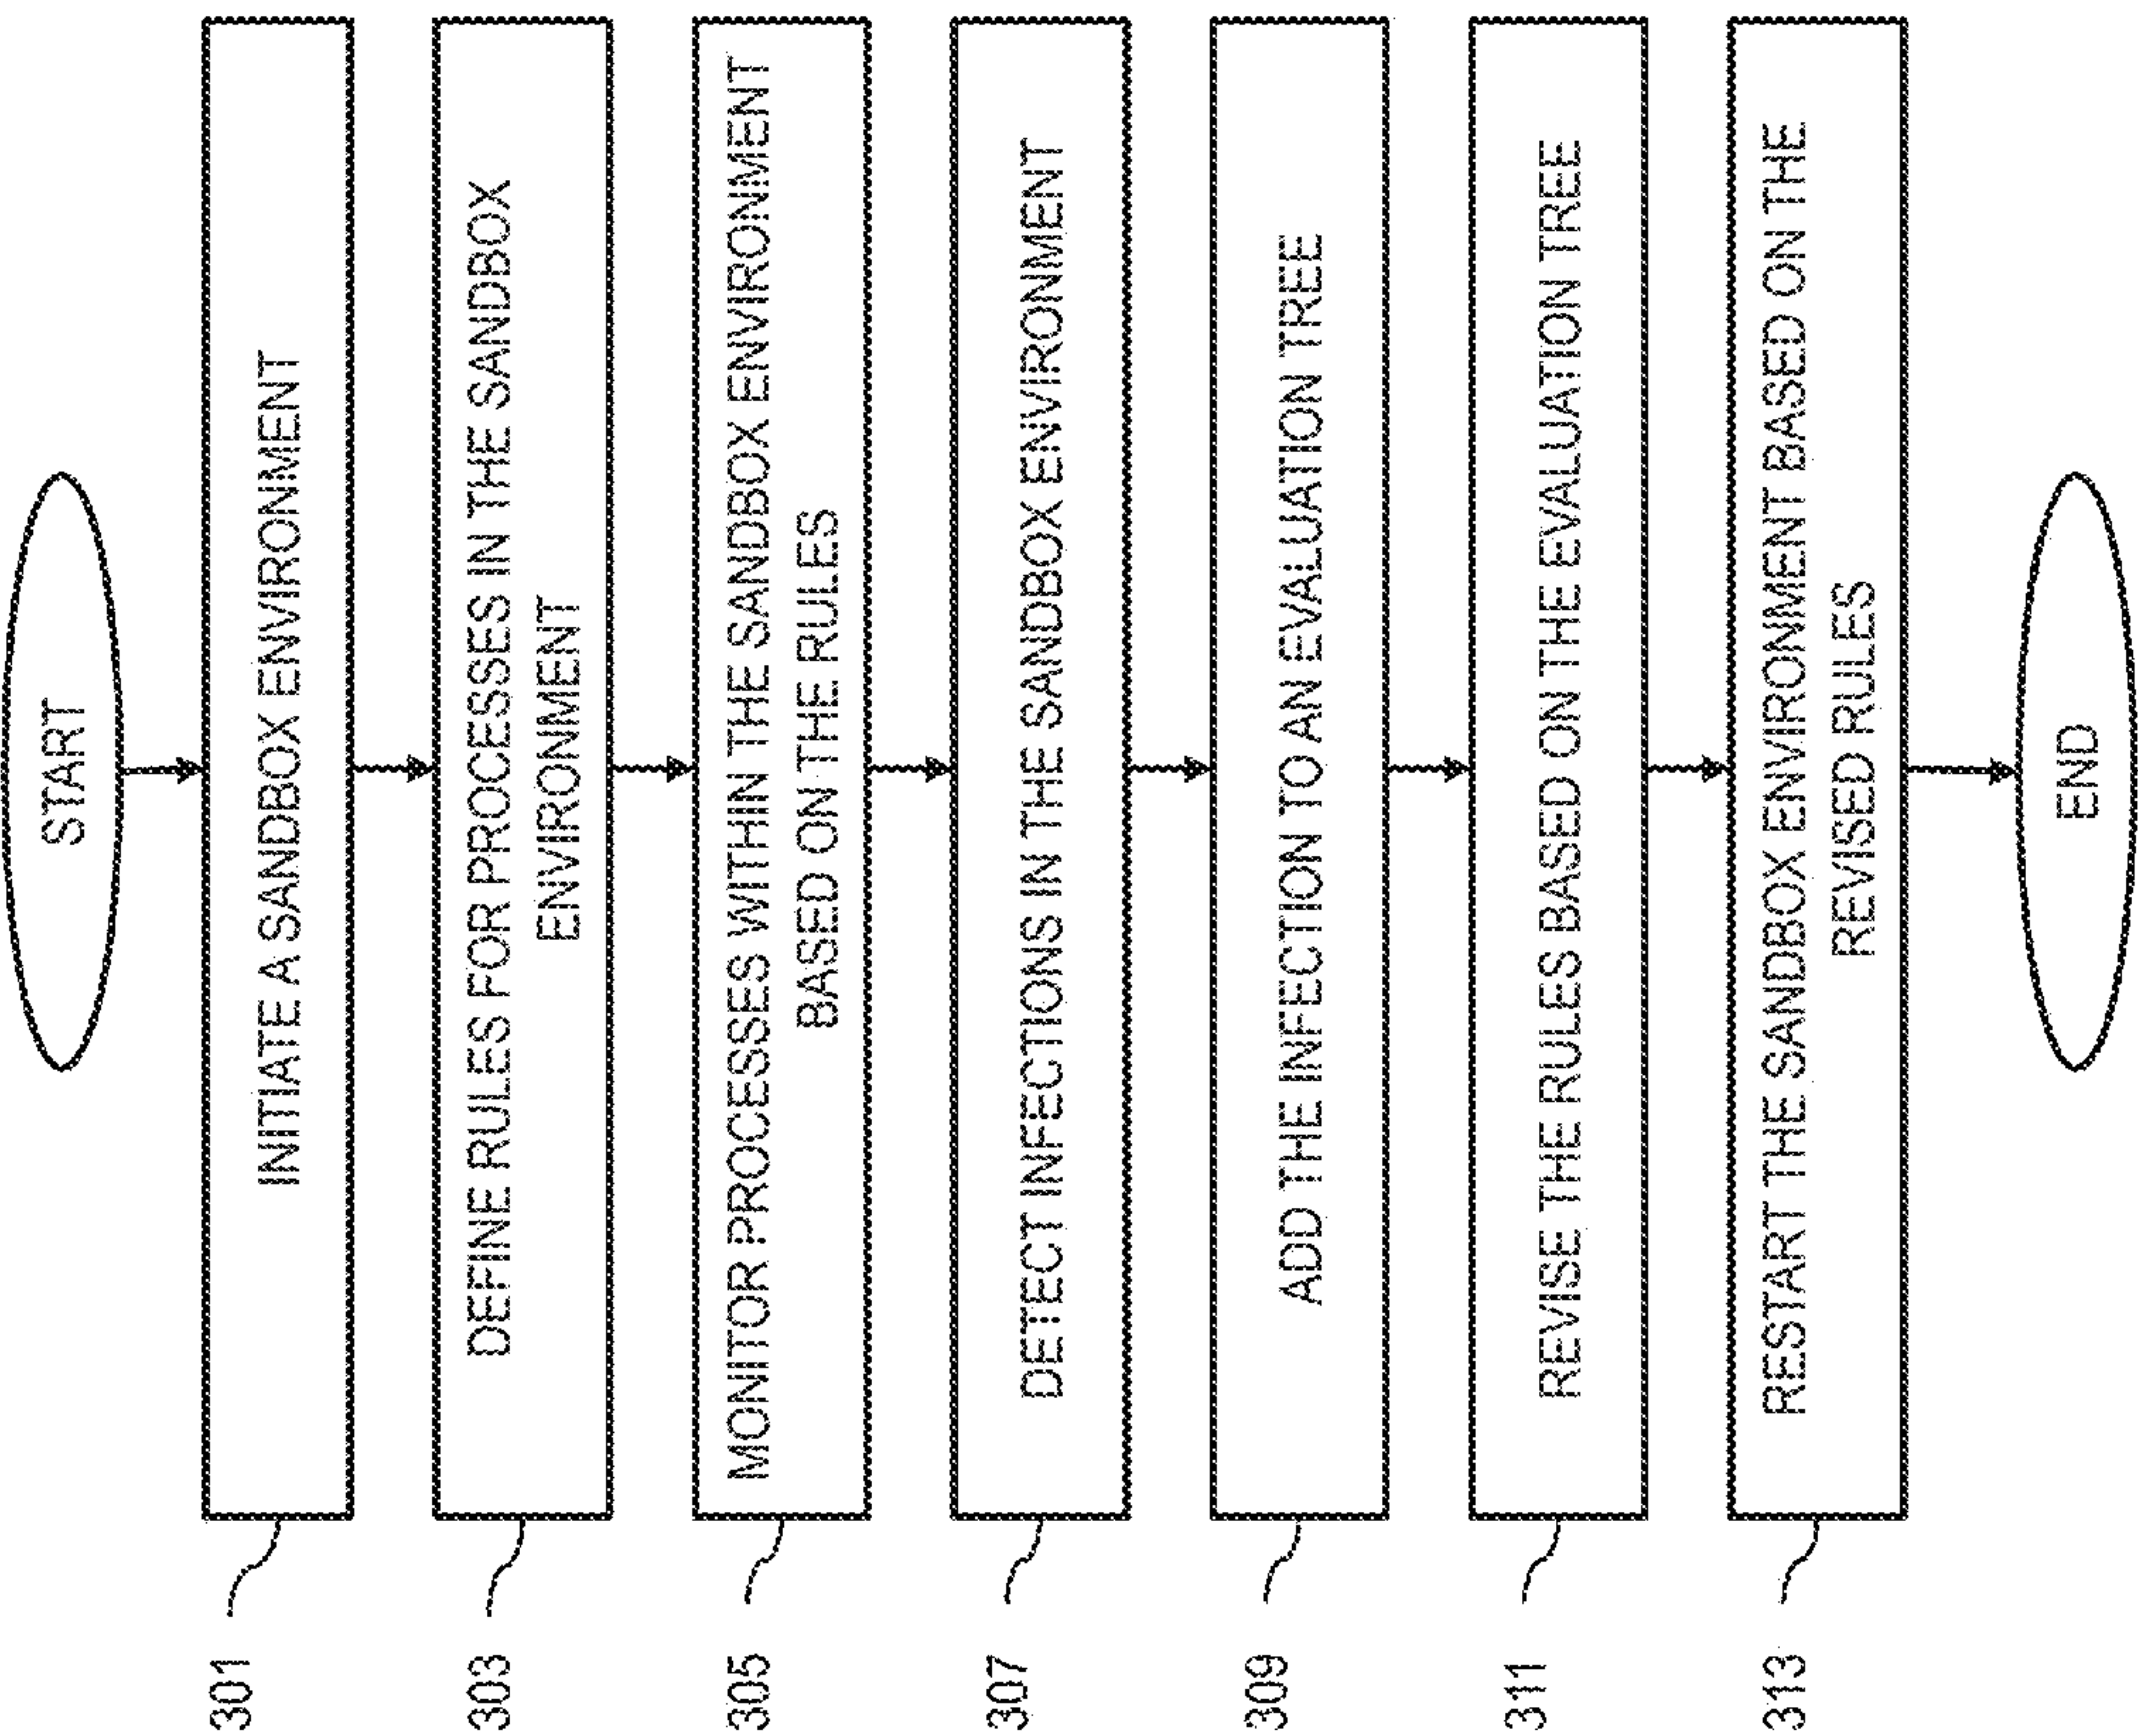 START
301
INITIATE A SANDBOX ENVIRONMENT
303
DEFINE RULES FOR PROCESSES IN THE SANDBOX
ENVIRONMENT
305
MONITOR PROCESSES WITHIN THE SANDBOX ENVIRONMENT
BASED ON THE RULES
307
DETECT INFECTIONS IN THE SANDBOX ENVIRONMENT
309
ADD THE INFECTION TO AN EVALUATION TREE
311
REVISE THE RULES BASED ON THE EVALUATION TREE
313
RESTART THE SANDBOX ENVIRONMENT BASED ON THE
REVISED RULES
END